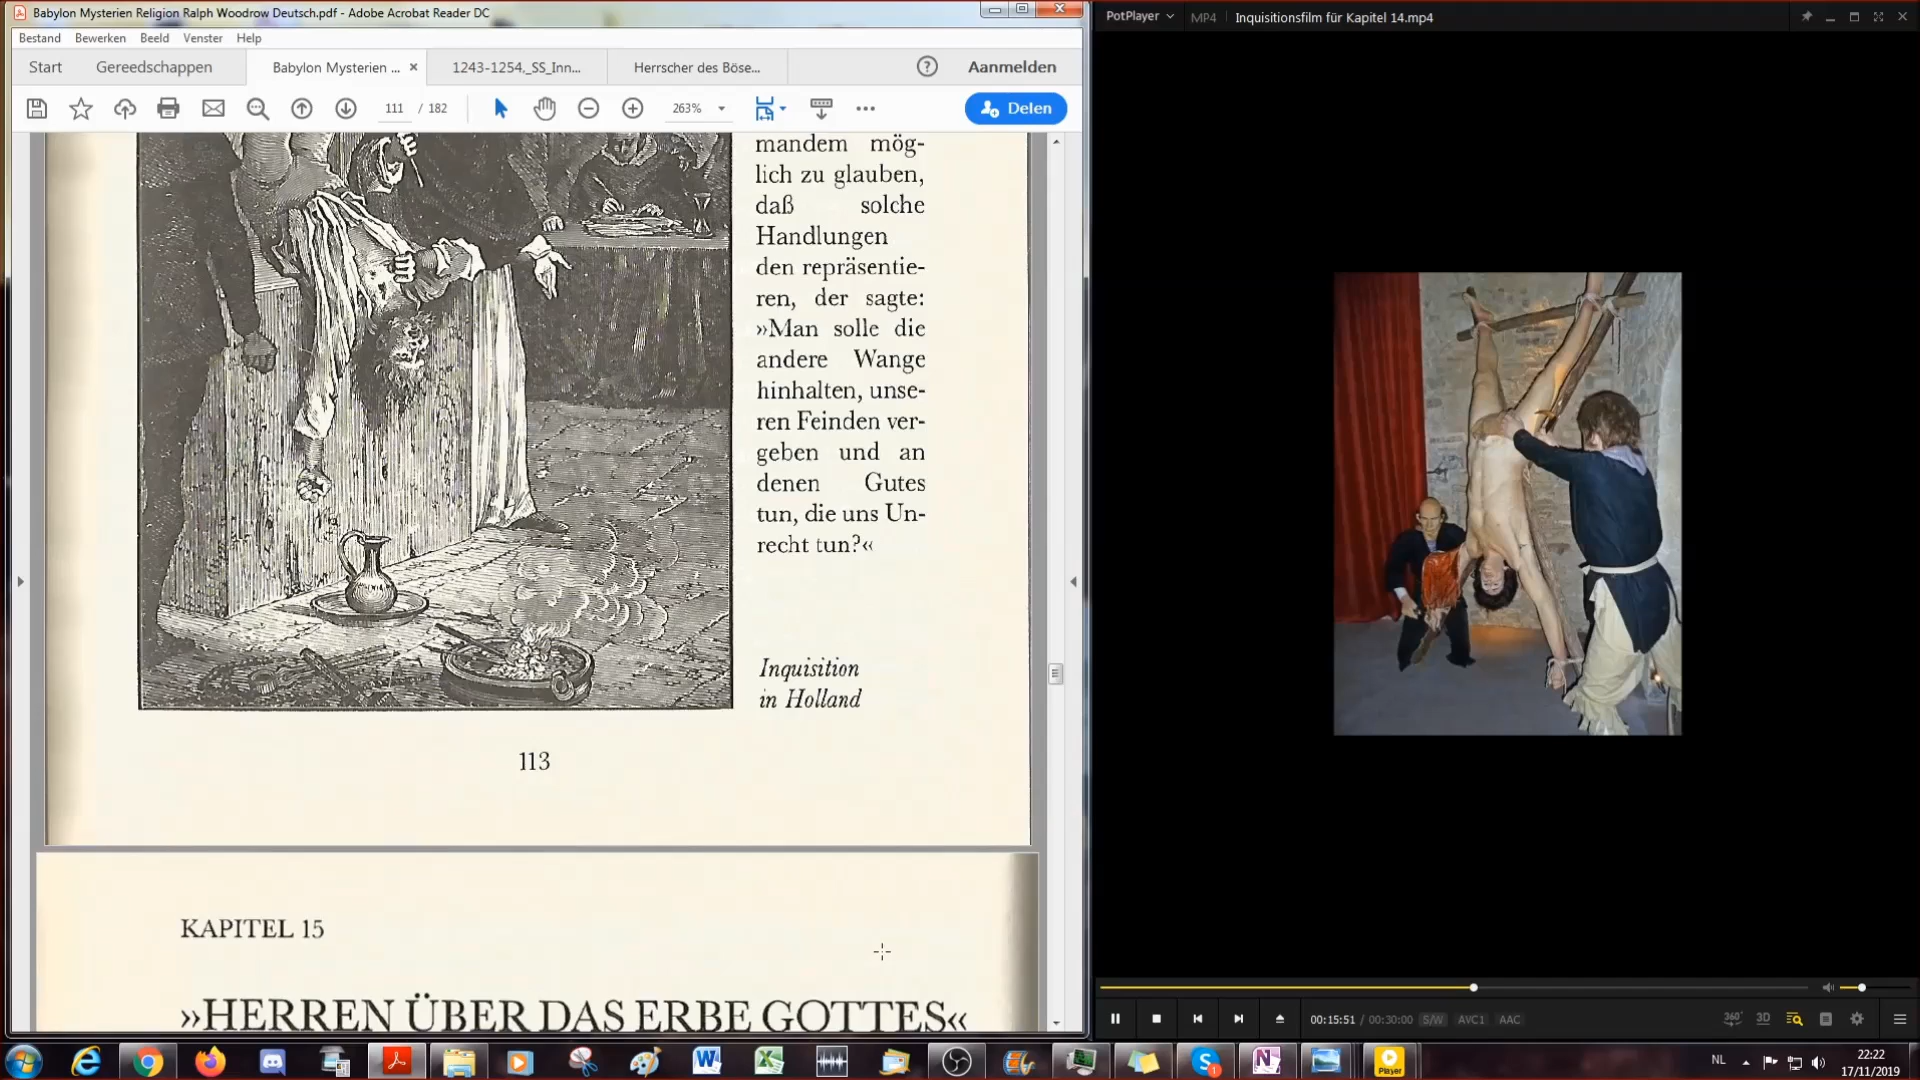 Babylon Mysterien Religion Ralph Woodrow Deutsch.pdf - Adobe Acrobat Reader DC
Bestand Bewerken Beeld Venster Help
Start Gereedschappen Babylon Mysterien ... × 1243-1254,_SS_Inn... Herrscher des Böse... Aanmelden
111 / 182 263% Delen
mandem mög-
lich zu glauben,
daß solche
Handlungen
den repräsentie-
ren, der sagte:
»Man solle die
andere Wange
hinhalten, unse-
ren Feinden ver-
geben und an
denen Gutes
tun, die uns Un-
recht tun?«
Inquisition
in Holland
113
KAPITEL 15
»HERREN ÜBER DAS ERBE GOTTES«
PotPlayer MP4 Inquisitionsfilm für Kapitel 14.mp4
00:15:51 / 00:30:00 S/W AVC1 AAC 360° 3D
NL 22:22
17/11/2019
Player